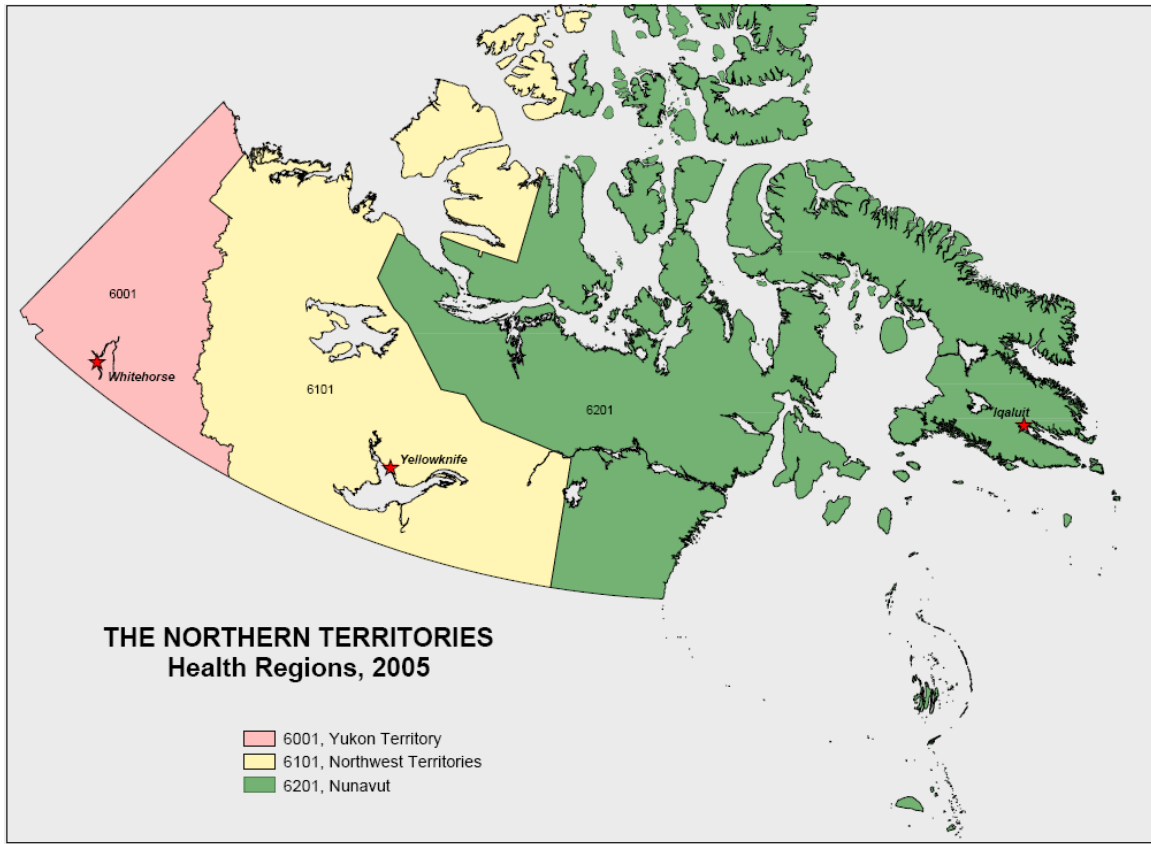 6001
Whitehorse
6101
6201
Iqaluit
Yellowknife
THE NORTHERN TERRITORIES
Health Regions, 2005
6001, Yukon Territory
6101, Northwest Territories
6201, Nunavut